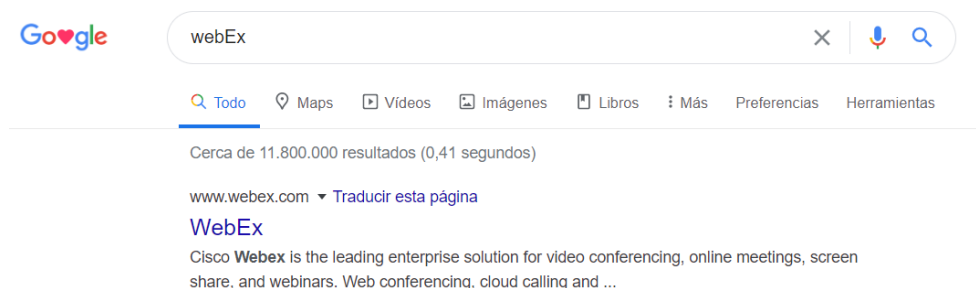 Go♥gle
webEx
Todo Maps Vídeos Imágenes Libros Más Preferencias Herramientas
Cerca de 11.800.000 resultados (0,41 segundos)
www.webex.com ▾ Traducir esta página
WebEx
Cisco Webex is the leading enterprise solution for video conferencing, online meetings, screen
share, and webinars. Web conferencing, cloud calling and ...